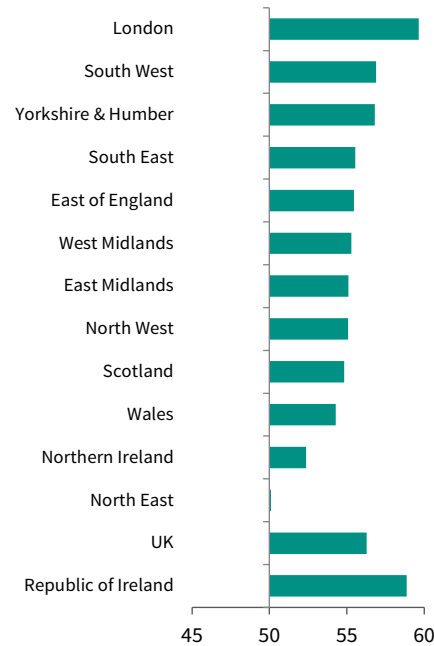 London
South West
Yorkshire & Humber
South East
East of England
West Midlands
East Midlands
North West
Scotland
Wales
Northern Ireland
North East
UK
Republic of Ireland
45 50 55 60